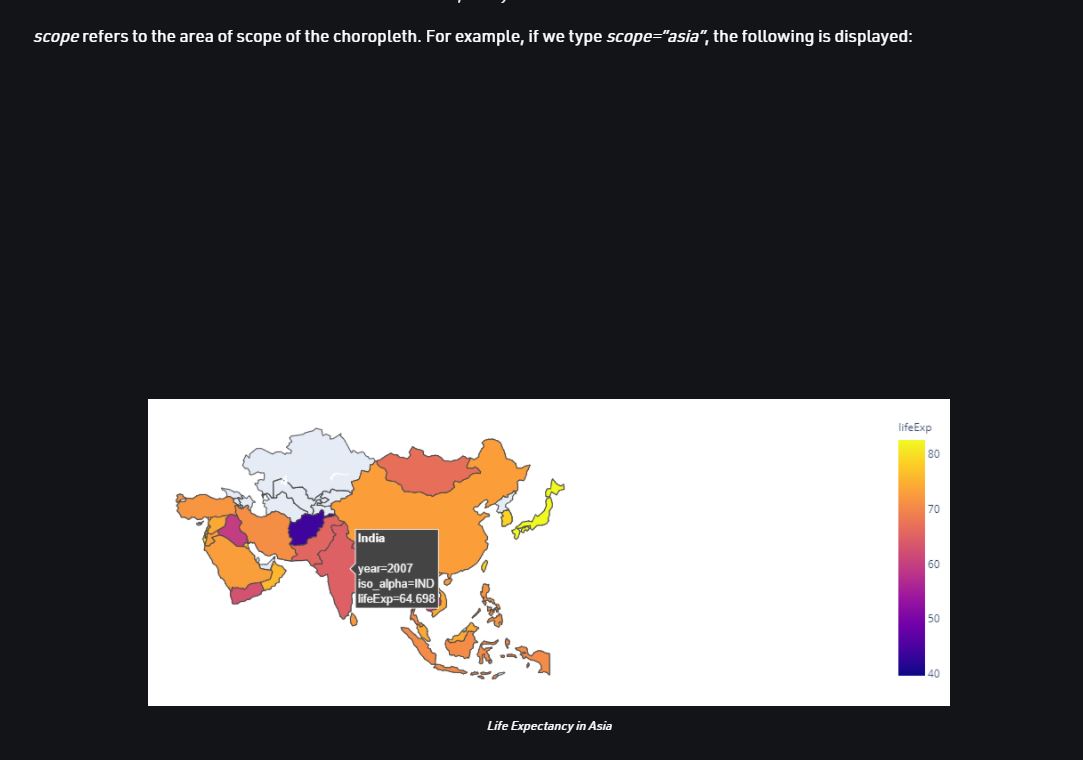 scope refers to the area of scope of the choropleth. For example, if we type scope="asia", the following is displayed:
lifeExp
80
70
60
50
40
India
year=2007
iso_alpha=IND
lifeExp=64.698
Life Expectancy in Asia